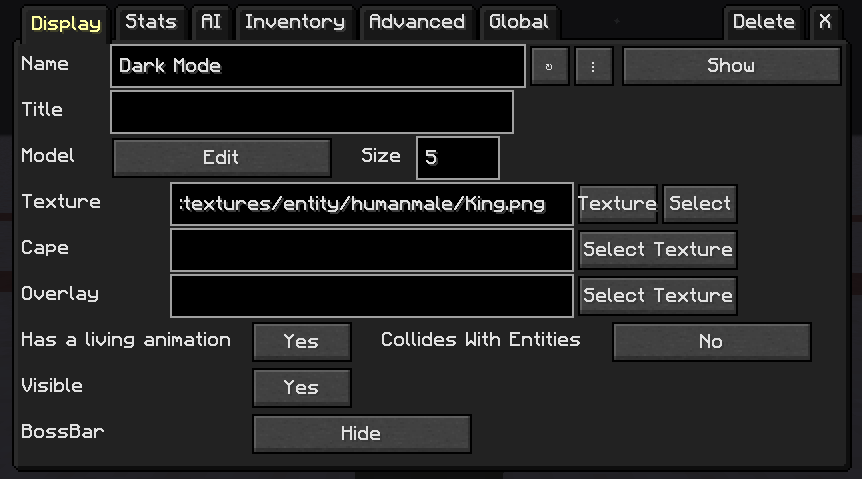 Display Stats AI Inventory Advanced Global Delete X
Name Dark Mode ↻ ⋮ Show
Title
Model Edit Size 5
Texture :textures/entity/humanmale/King.png Texture Select
Cape Select Texture
Overlay Select Texture
Has a living animation Yes Collides With Entities No
Visible Yes
BossBar Hide